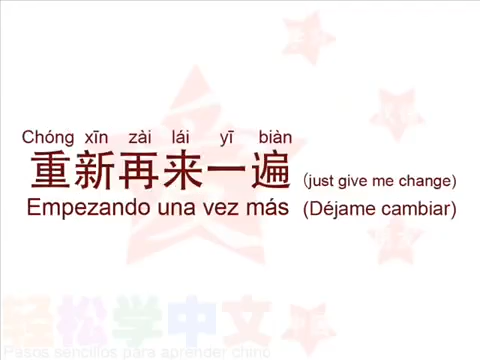 Chóng xīn zài lái yī biàn
重新再来一遍 (just give me change)
Empezando una vez más (Déjame cambiar)
轻松学中文
Pasos sencillos para aprender chino